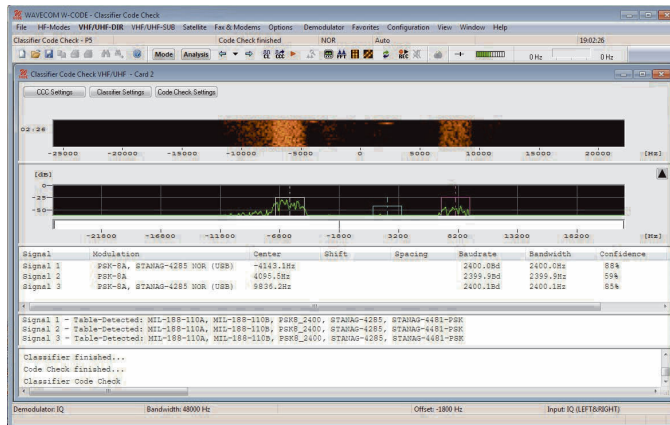 WAVECOM W-CODE - Classifier Code Check
File HF-Modes VHF/UHF-DIR VHF/UHF-SUB Satellite Fax & Modems Options Demodulator Favorites Configuration View Window Help
Classifier Code Check - P5 Code Check finished NOR Auto 19:02:26
Mode Analysis 0 Hz 0 Hz
Classifier Code Check VHF/UHF - Card 2
CCC Settings Classifier Settings Code Check Settings
02:26
-25000 -20000 -15000 -10000 -5000 0 5000 10000 15000 20000 [Hz]
[dB]
0
-25
-50
-21800 -16800 -11800 -6800 -1800 3200 8200 13200 18200 [Hz]
Signal Modulation Center Shift Spacing Baudrate Bandwidth Confidence
Signal 1 PSK-8A, STANAG-4285 NOR (USB) -4143.1Hz 2400.0Bd 2400.0Hz 88%
Signal 2 PSK-8A 4095.5Hz 2399.9Bd 2399.9Hz 59%
Signal 3 PSK-8A, STANAG-4285 NOR (USB) 9836.2Hz 2400.1Bd 2400.1Hz 85%
Signal 1 - Table-Detected: MIL-188-110A, MIL-188-110B, PSK8_2400, STANAG-4285, STANAG-4481-PSK
Signal 2 - Table-Detected: MIL-188-110A, MIL-188-110B, PSK8_2400, STANAG-4285, STANAG-4481-PSK
Signal 3 - Table-Detected: MIL-188-110A, MIL-188-110B, PSK8_2400, STANAG-4285, STANAG-4481-PSK
Classifier finished...
Code Check finished...
Classifier Code Check
Demodulator: IQ Bandwidth: 48000 Hz Offset: -1800 Hz Input: IQ (LEFT&RIGHT)